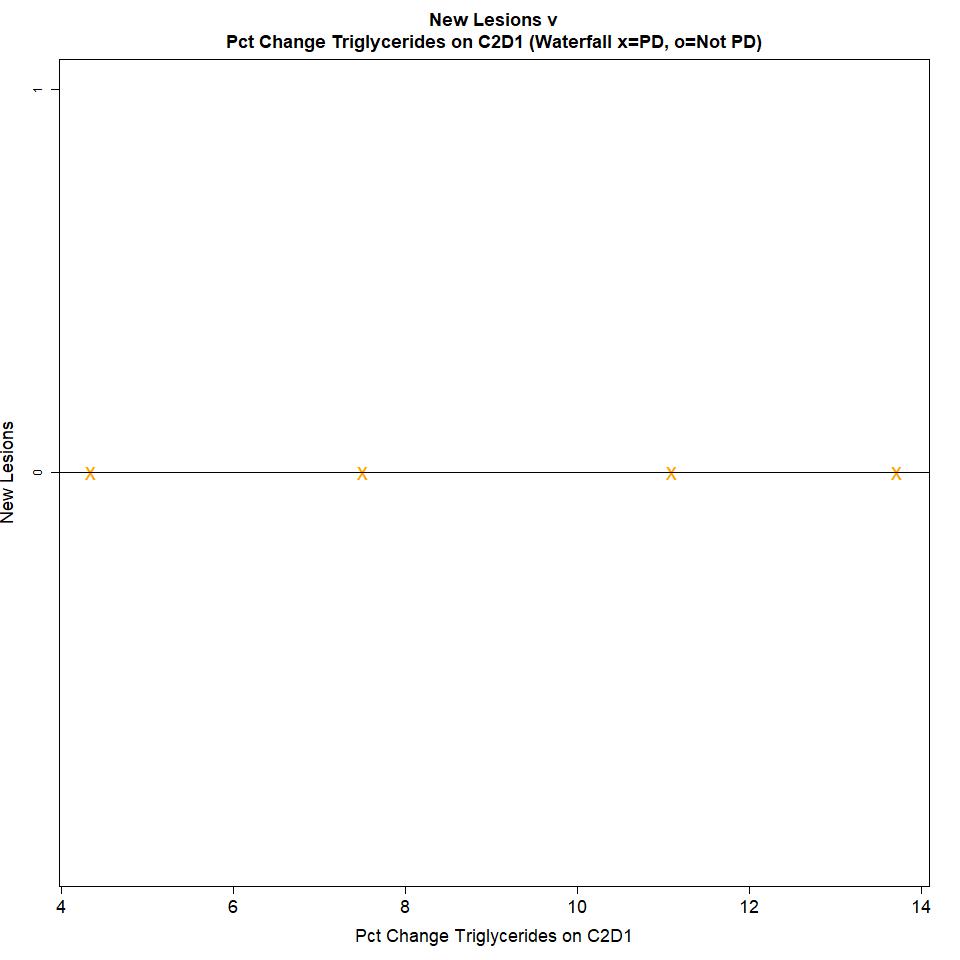 New Lesions v
Pct Change Triglycerides on C2D1 (Waterfall x=PD, o=Not PD)
1
New Lesions
0
x x x x
4 6 8 10 12 14
Pct Change Triglycerides on C2D1